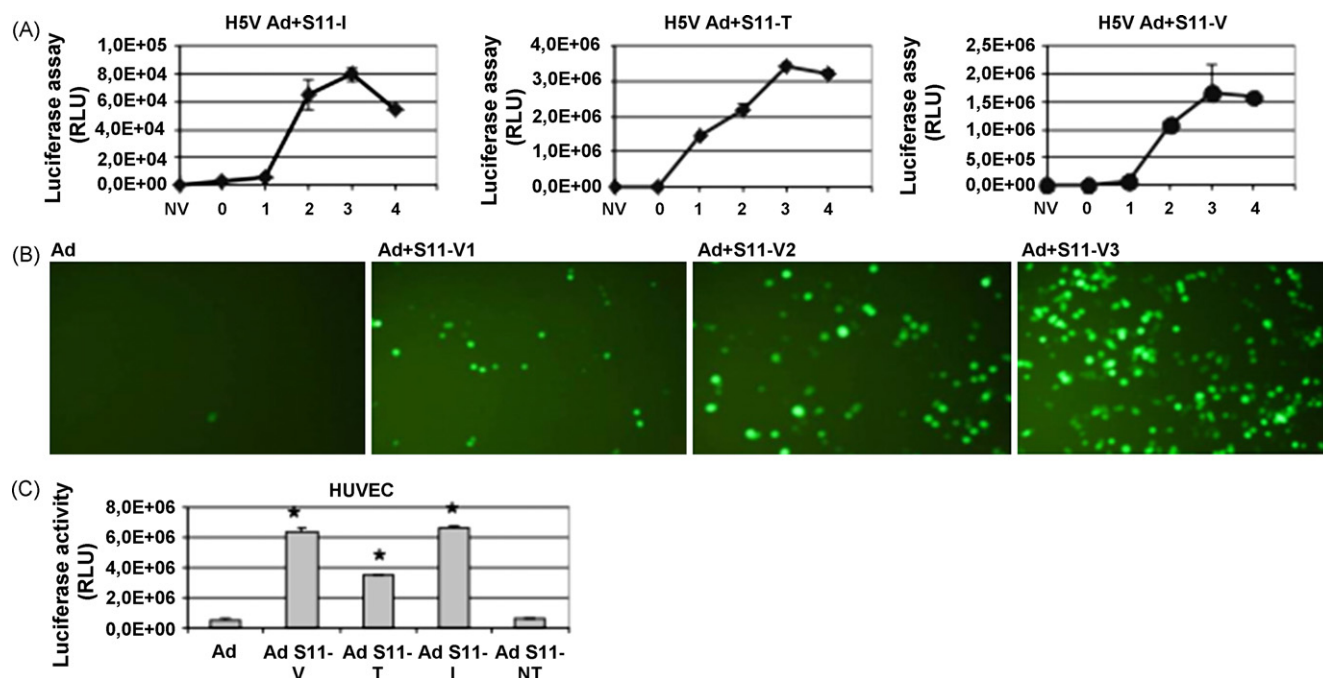 (A)
H5V Ad+S11-I
Luciferase assay
(RLU)
1,0E+05
8,0E+04
6,0E+04
4,0E+04
2,0E+04
0,0E+00
NV 0 1 2 3 4
H5V Ad+S11-T
Luciferase assay
(RLU)
4,0E+06
3,0E+06
2,0E+06
1,0E+06
0,0E+00
NV 0 1 2 3 4
H5V Ad+S11-V
Luciferase assy
(RLU)
2,5E+06
2,0E+06
1,5E+06
1,0E+06
5,0E+05
0,0E+00
NV 0 1 2 3 4
(B)
Ad
Ad+S11-V1
Ad+S11-V2
Ad+S11-V3
(C)
HUVEC
Luciferase activity
(RLU)
8,0E+06
6,0E+06
4,0E+06
2,0E+06
0,0E+00
Ad
Ad S11-
V
Ad S11-
T
Ad S11-
I
Ad S11-
NT